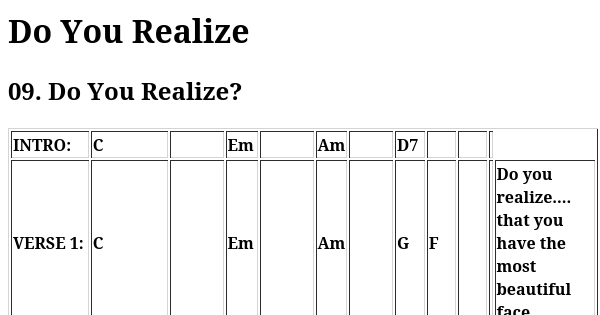 Do You Realize
09. Do You Realize?
INTRO: C Em Am D7
VERSE 1: C Em Am G F
Do you
realize....
that you
have the
most
beautiful
face